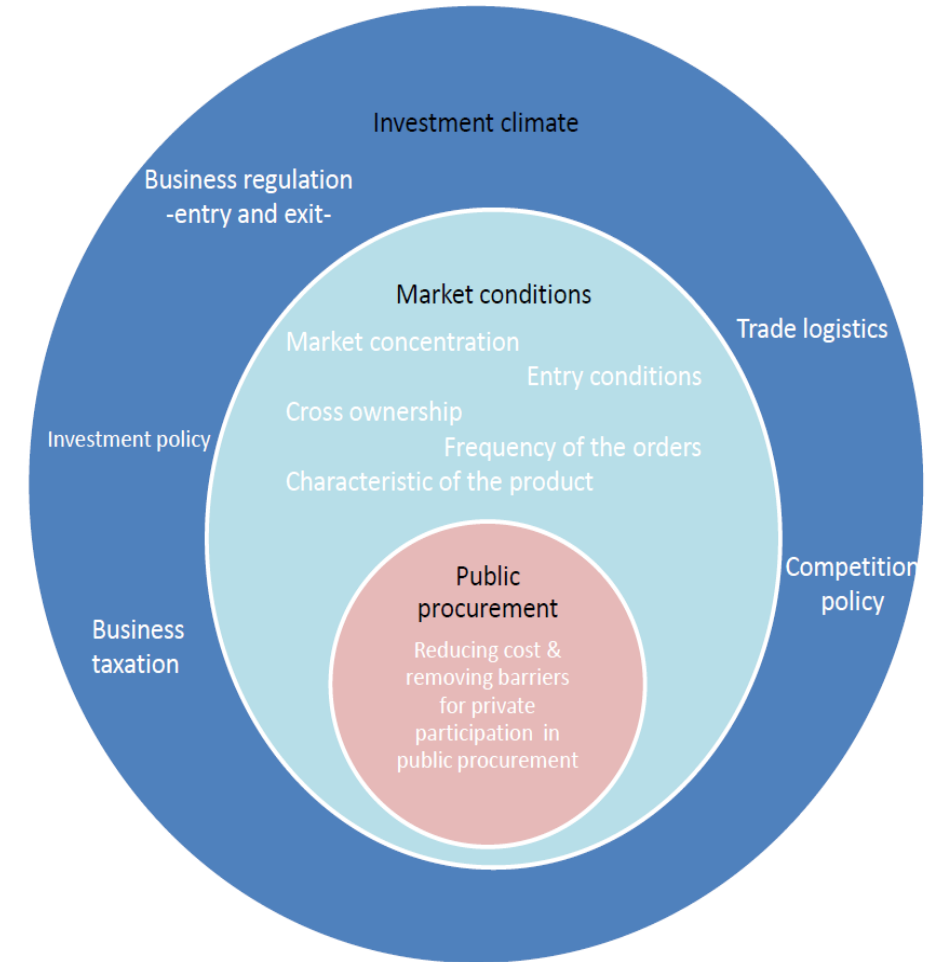 Investment climate
Business regulation
-entry and exit-
Market conditions
Trade logistics
Market concentration
Entry conditions
Cross ownership
Investment policy
Frequency of the orders
Characteristic of the product
Public
procurement
Competition
policy
Business
taxation
Reducing cost &
removing barriers
for private
participation in
public procurement